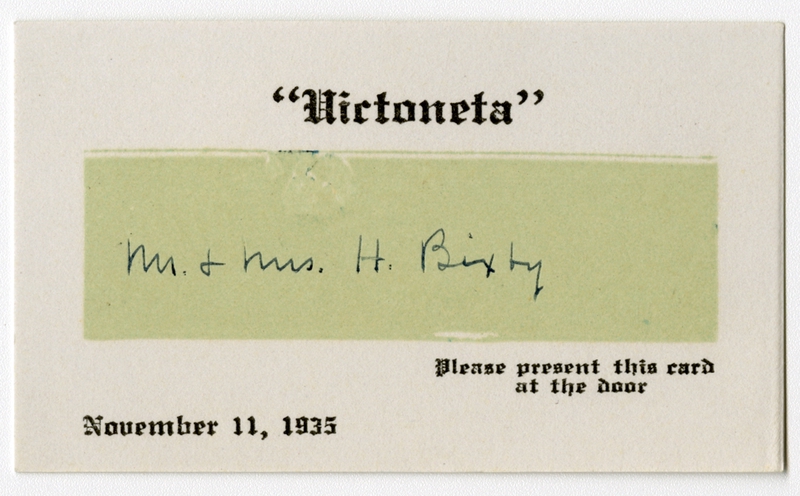 “Victoneta”
Mr. & Mrs. H. Bixby
Please present this card
at the door
November 11, 1935